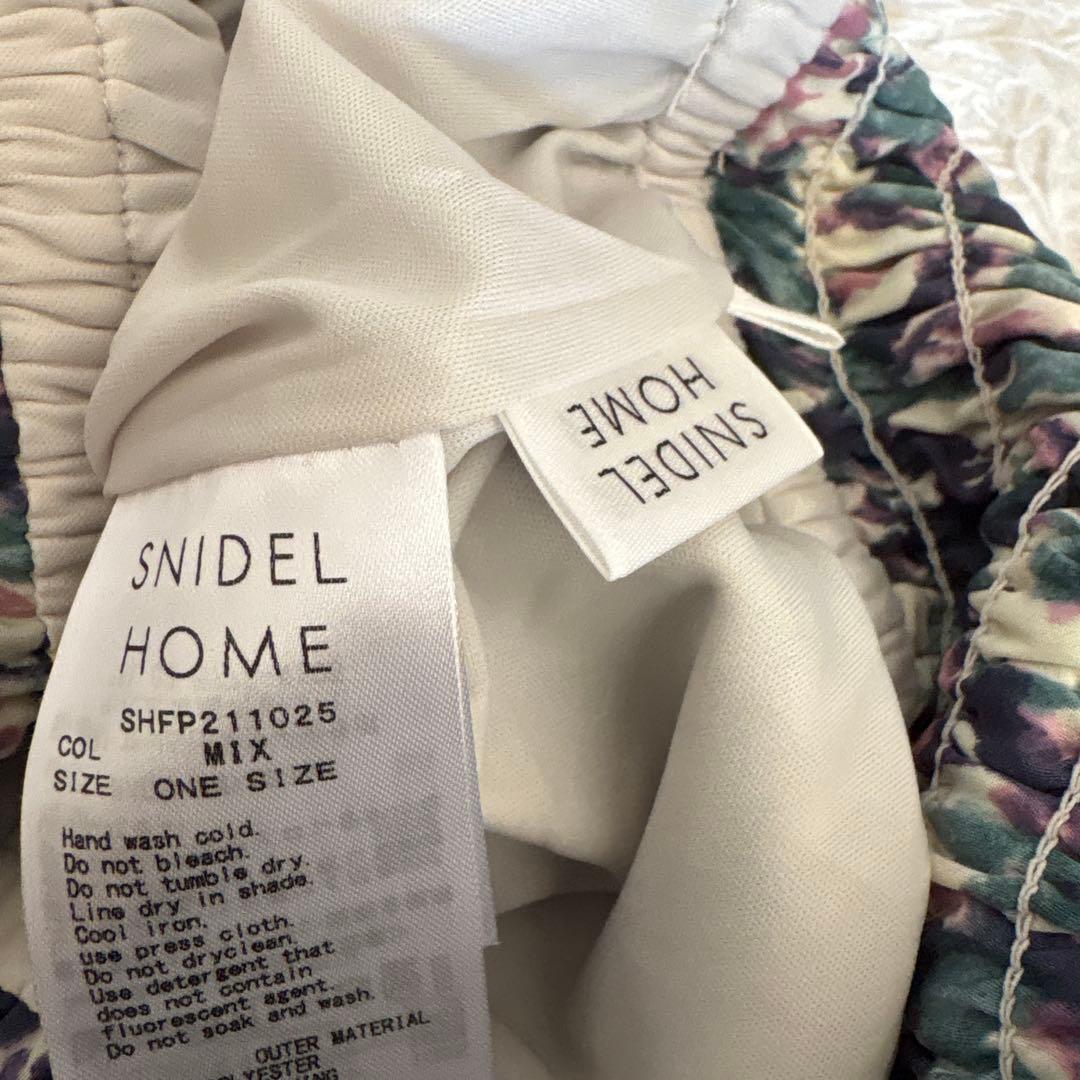 SNIDEL
HOME
SNIDEL
HOME
SHFP211025
COL MIX
SIZE ONE SIZE
Hand wash cold.
Do not bleach.
Do not tumble dry.
Line dry in shade.
Cool iron.
use press cloth.
Do not dryclean.
Use detergent that
does not contain
fluorescent agent.
Do not soak and wash.
OUTER MATERIAL